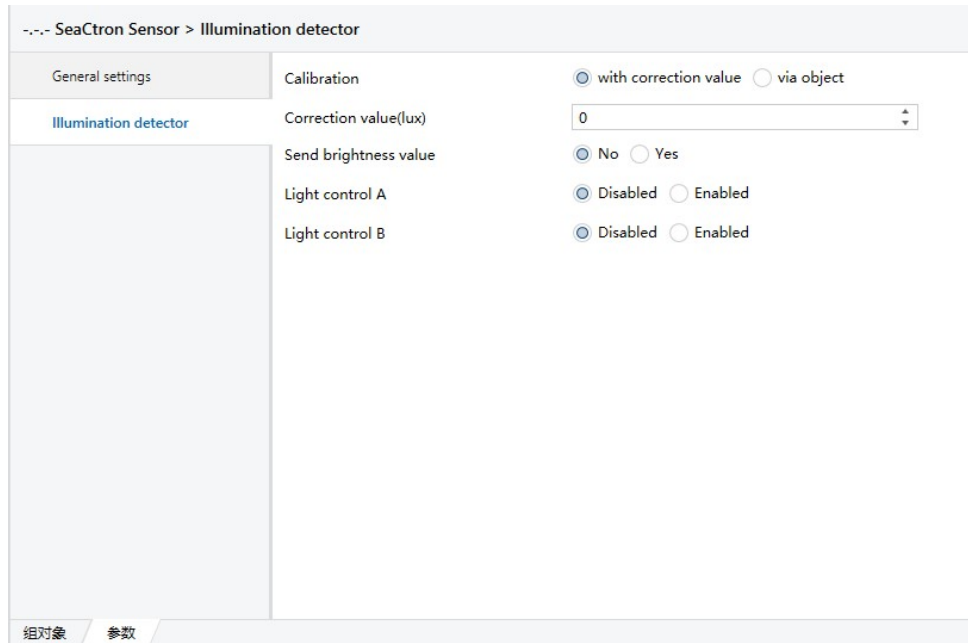 -.-.- SeaCtron Sensor > Illumination detector
General settings
Illumination detector
Calibration with correction value via object
Correction value(lux) 0
Send brightness value No Yes
Light control A Disabled Enabled
Light control B Disabled Enabled
组对象 参数